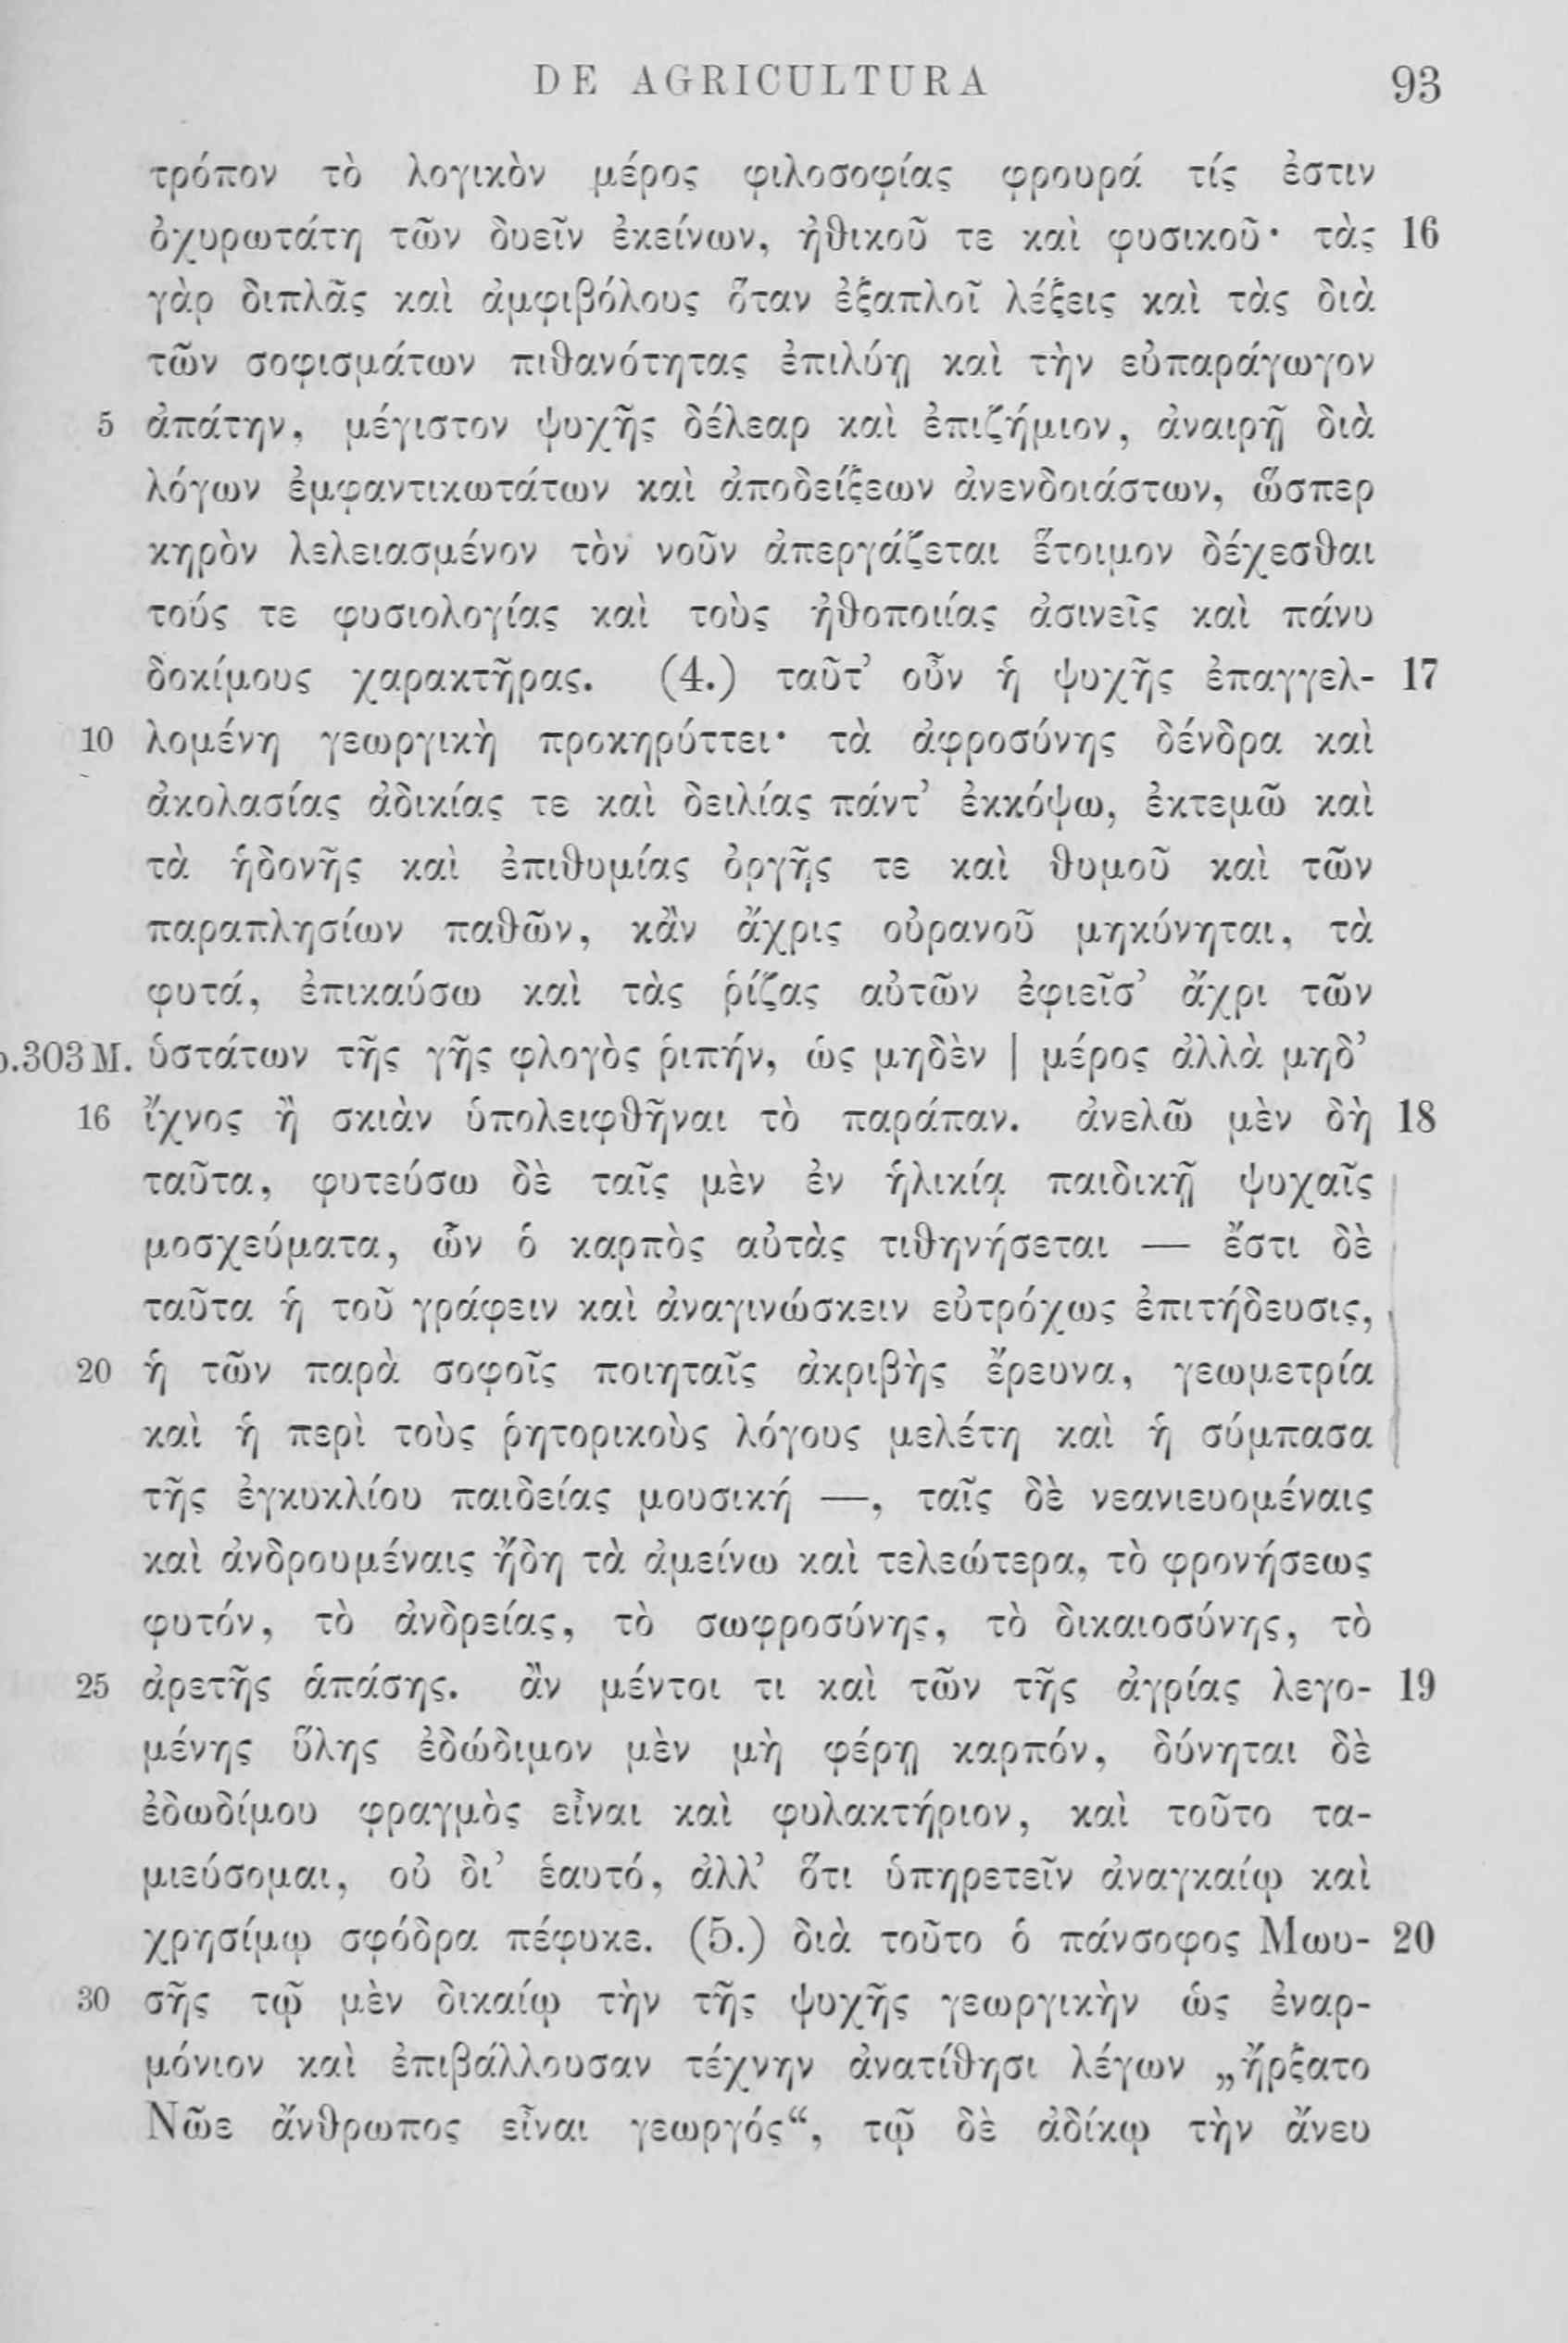 DE AGRICULTURA 93
τρόπον τὸ λογικὸν μέρος φιλοσοφίας φρουρά τίς ἐστιν
ὀχυρωτάτη τῶν δυεῖν ἐκείνων, ἠθικοῦ τε καὶ φυσικοῦ· τὰς 16
γὰρ διπλᾶς καὶ ἀμφιβόλους ὅταν ἐξαπλοῖ λέξεις καὶ τὰς διὰ
τῶν σοφισμάτων πιθανότητας ἐπιλύῃ καὶ τὴν εὐπαράγωγον
5 ἀπάτην, μέγιστον ψυχῆς δέλεαρ καὶ ἐπιζήμιον, ἀναιρῇ διὰ
λόγων ἐμφαντικωτάτων καὶ ἀποδείξεων ἀνενδοιάστων, ὥσπερ
κηρὸν λελειασμένον τὸν νοῦν ἀπεργάζεται ἕτοιμον δέχεσθαι
τούς τε φυσιολογίας καὶ τοὺς ἠθοποιίας ἀσινεῖς καὶ πάνυ
δοκίμους χαρακτῆρας. (4.) ταῦτ’ οὖν ἡ ψυχῆς ἐπαγγελ- 17
10 λομένη γεωργικὴ προκηρύττει· τὰ ἀφροσύνης δένδρα καὶ
ἀκολασίας ἀδικίας τε καὶ δειλίας πάντ’ ἐκκόψω, ἐκτεμῶ καὶ
τὰ ἡδονῆς καὶ ἐπιθυμίας ὀργῆς τε καὶ θυμοῦ καὶ τῶν
παραπλησίων παθῶν, κἂν ἄχρις οὐρανοῦ μηκύνηται, τὰ
φυτά, ἐπικαύσω καὶ τὰς ῥίζας αὐτῶν ἐφιεῖσ’ ἄχρι τῶν
p.303 M. ὑστάτων τῆς γῆς φλογὸς ῥιπήν, ὡς μηδὲν | μέρος ἀλλὰ μηδ’
16 ἴχνος ἢ σκιὰν ὑπολειφθῆναι τὸ παράπαν. ἀνελῶ μὲν δὴ 18
ταῦτα, φυτεύσω δὲ ταῖς μὲν ἐν ἡλικίᾳ παιδικῇ ψυχαῖς
μοσχεύματα, ὧν ὁ καρπὸς αὐτὰς τιθηνήσεται — ἔστι δὲ
ταῦτα ἡ τοῦ γράφειν καὶ ἀναγινώσκειν εὐτρόχως ἐπιτήδευσις,
20 ἡ τῶν παρὰ σοφοῖς ποιηταῖς ἀκριβὴς ἔρευνα, γεωμετρία
καὶ ἡ περὶ τοὺς ῥητορικοὺς λόγους μελέτη καὶ ἡ σύμπασα
τῆς ἐγκυκλίου παιδείας μουσική —, ταῖς δὲ νεανιευομέναις
καὶ ἀνδρουμέναις ἤδη τὰ ἀμείνω καὶ τελεώτερα, τὸ φρονήσεως
φυτόν, τὸ ἀνδρείας, τὸ σωφροσύνης, τὸ δικαιοσύνης, τὸ
25 ἀρετῆς ἁπάσης. ἂν μέντοι τι καὶ τῶν τῆς ἀγρίας λεγο- 19
μένης ὕλης ἐδώδιμον μὲν μὴ φέρῃ καρπόν, δύνηται δὲ
ἐδωδίμου φραγμὸς εἶναι καὶ φυλακτήριον, καὶ τοῦτο τα-
μιεύσομαι, οὐ δι’ ἑαυτό, ἀλλ’ ὅτι ὑπηρετεῖν ἀναγκαίῳ καὶ
χρησίμῳ σφόδρα πέφυκε. (5.) διὰ τοῦτο ὁ πάνσοφος Μωυ- 20
30 σῆς τῷ μὲν δικαίῳ τὴν τῆς ψυχῆς γεωργικὴν ὡς ἐναρ-
μόνιον καὶ ἐπιβάλλουσαν τέχνην ἀνατίθησι λέγων „ἤρξατο
Νῶε ἄνθρωπος εἶναι γεωργός“, τῷ δὲ ἀδίκῳ τὴν ἄνευ